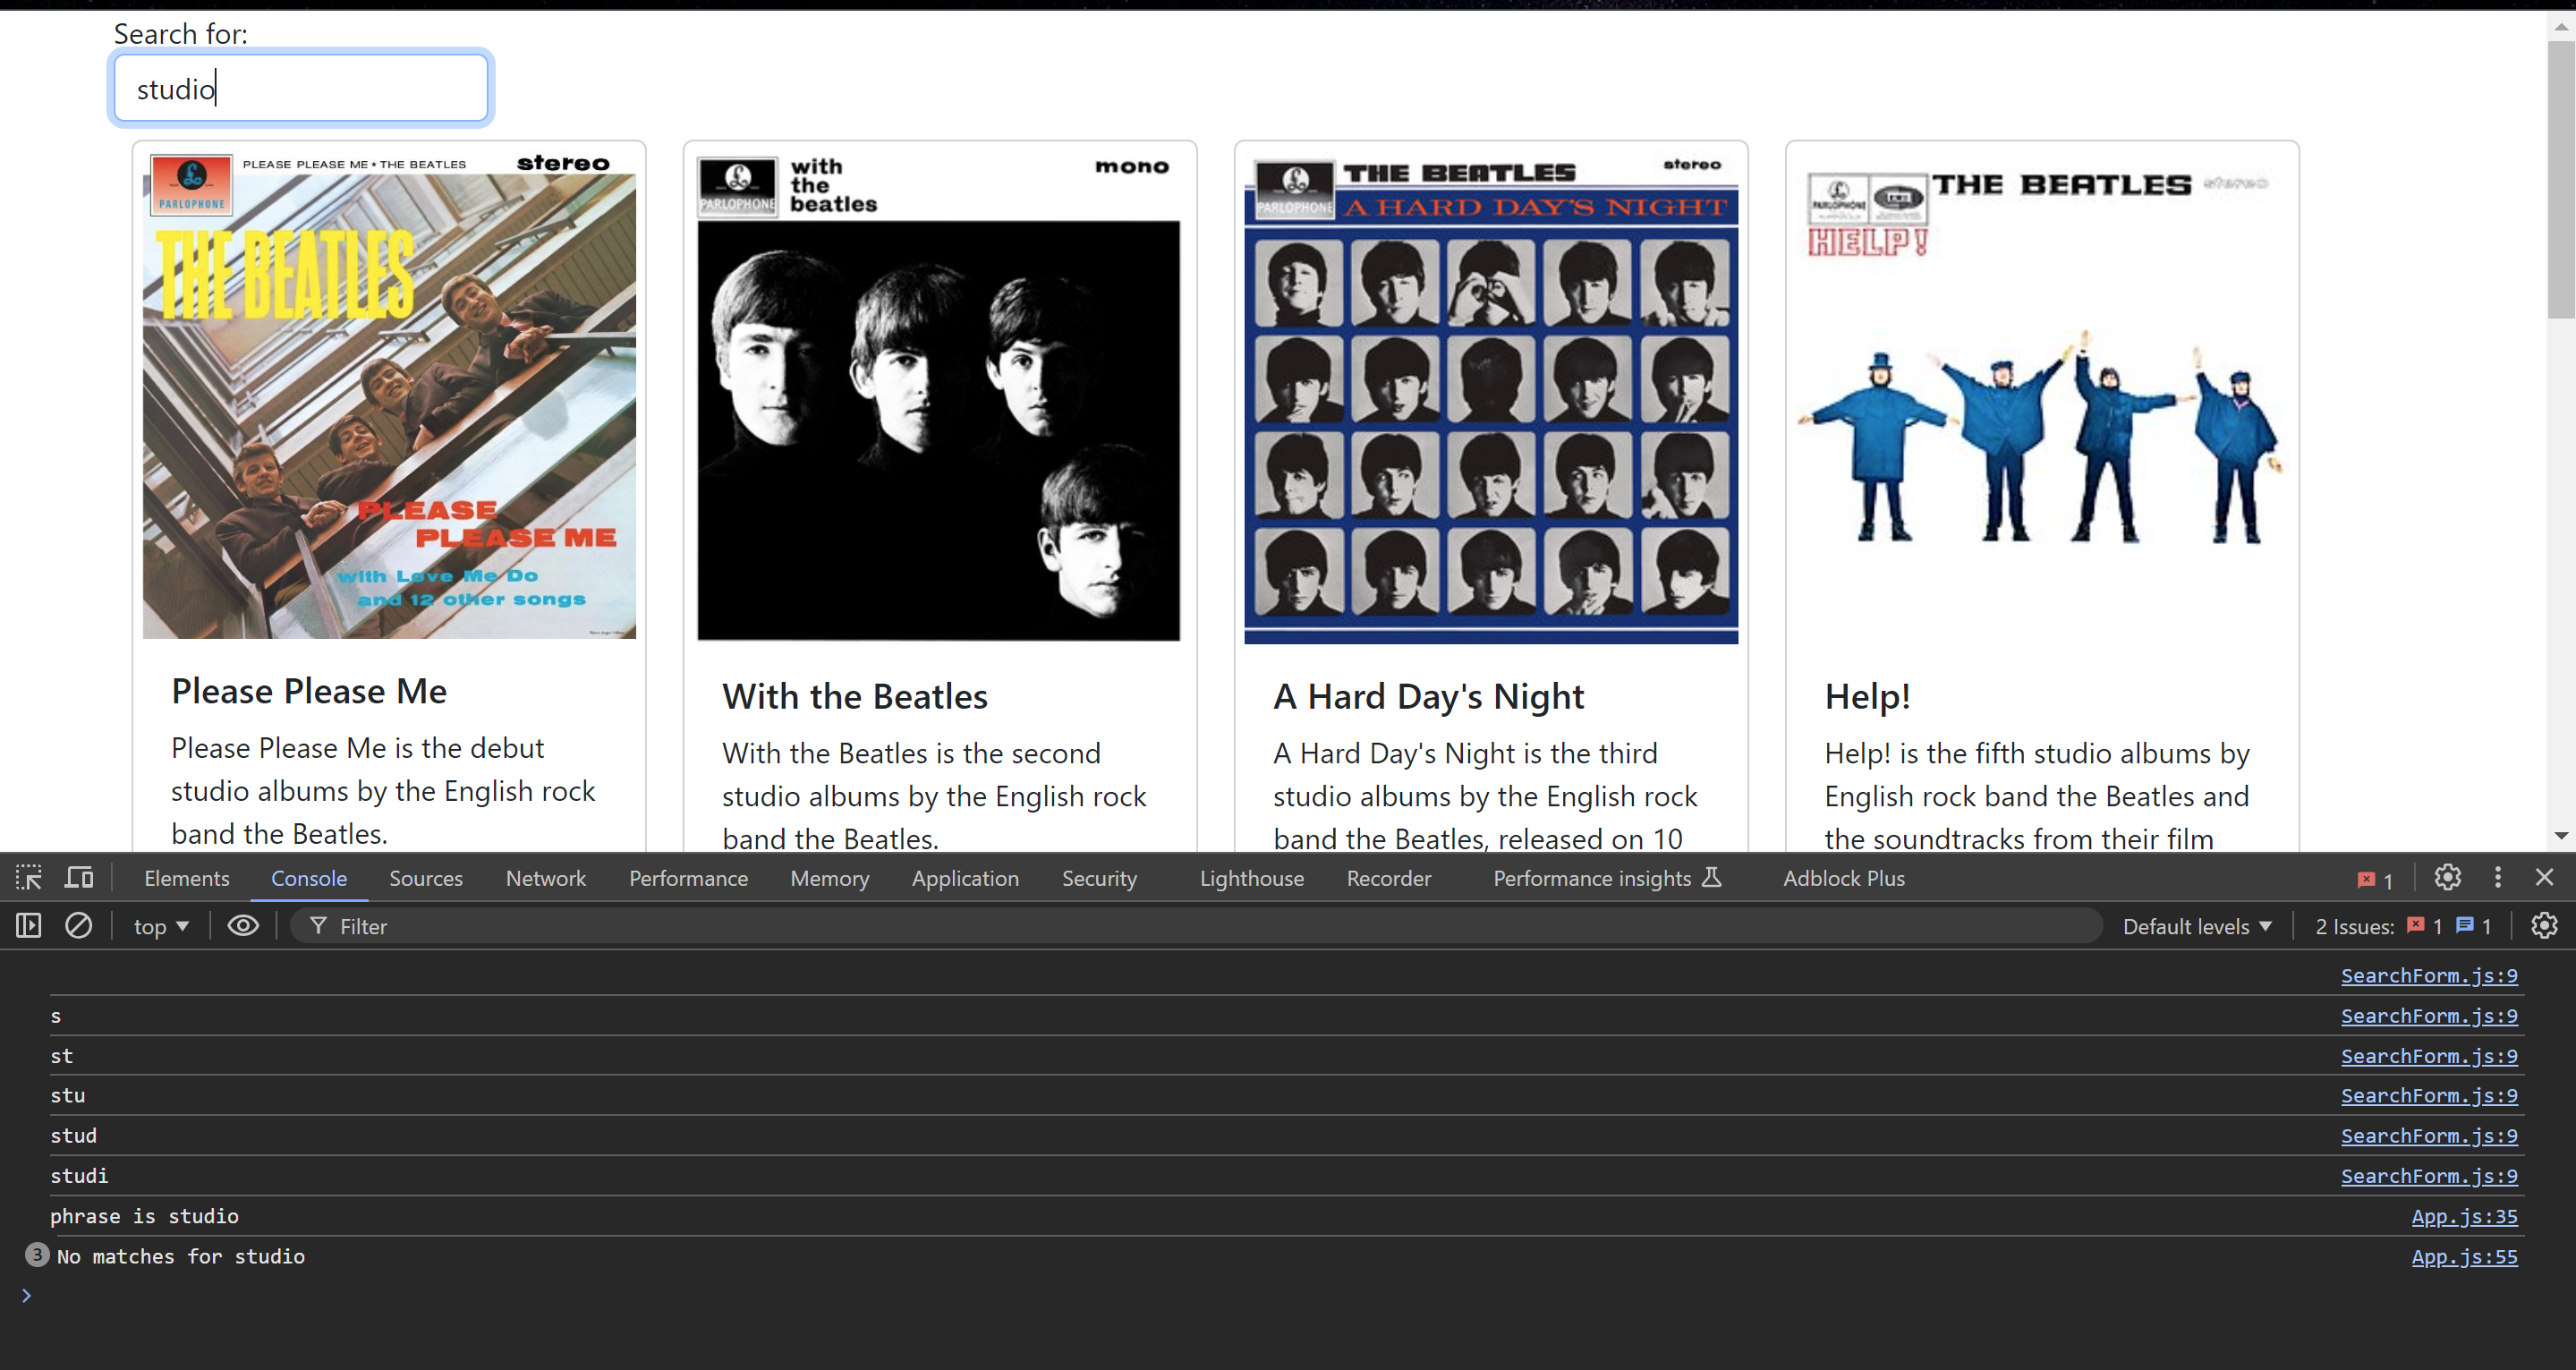 Search for:
studio
PARLOPHONE
PLEASE PLEASE ME • THE BEATLES
stereo
THE BEATLES
PLEASE
PLEASE ME
with Love Me Do
and 12 other songs
Please Please Me
Please Please Me is the debut
studio albums by the English rock
band the Beatles.
PARLOPHONE
with
the
beatles
mono
With the Beatles
With the Beatles is the second
studio albums by the English rock
band the Beatles.
PARLOPHONE
THE BEATLES
stereo
A HARD DAY'S NIGHT
A Hard Day's Night
A Hard Day's Night is the third
studio albums by the English rock
band the Beatles, released on 10
PARLOPHONE
THE BEATLES
stereo
HELP!
Help!
Help! is the fifth studio albums by
English rock band the Beatles and
the soundtracks from their film
Elements Console Sources Network Performance Memory Application Security Lighthouse Recorder Performance insights Adblock Plus 1
top Filter Default levels 2 Issues: 1 1
SearchForm.js:9
s SearchForm.js:9
st SearchForm.js:9
stu SearchForm.js:9
stud SearchForm.js:9
studi SearchForm.js:9
phrase is studio App.js:35
3 No matches for studio App.js:55